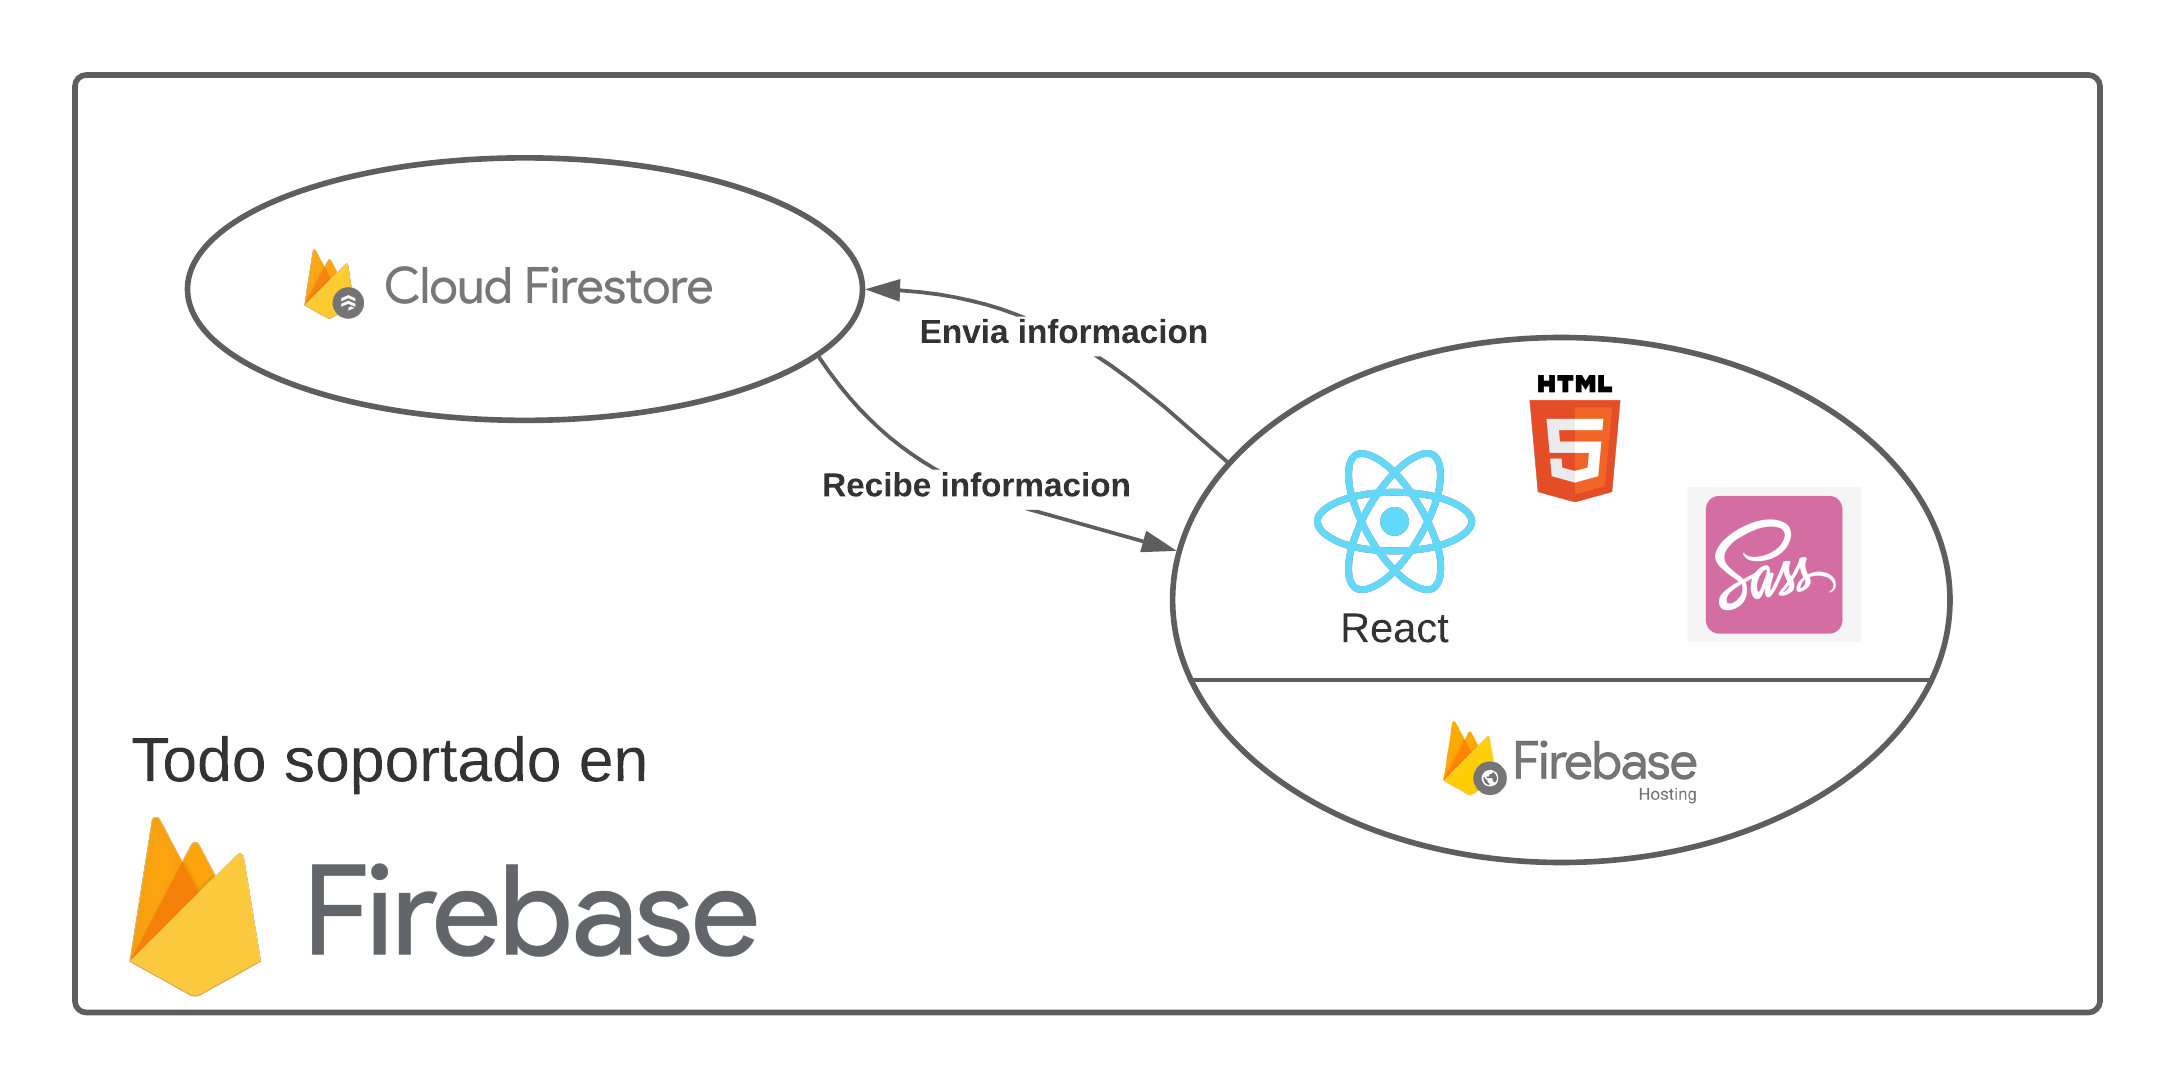 Cloud Firestore
Envia informacion
Recibe informacion
HTML
5
Sass
React
Firebase
Hosting
Todo soportado en
Firebase